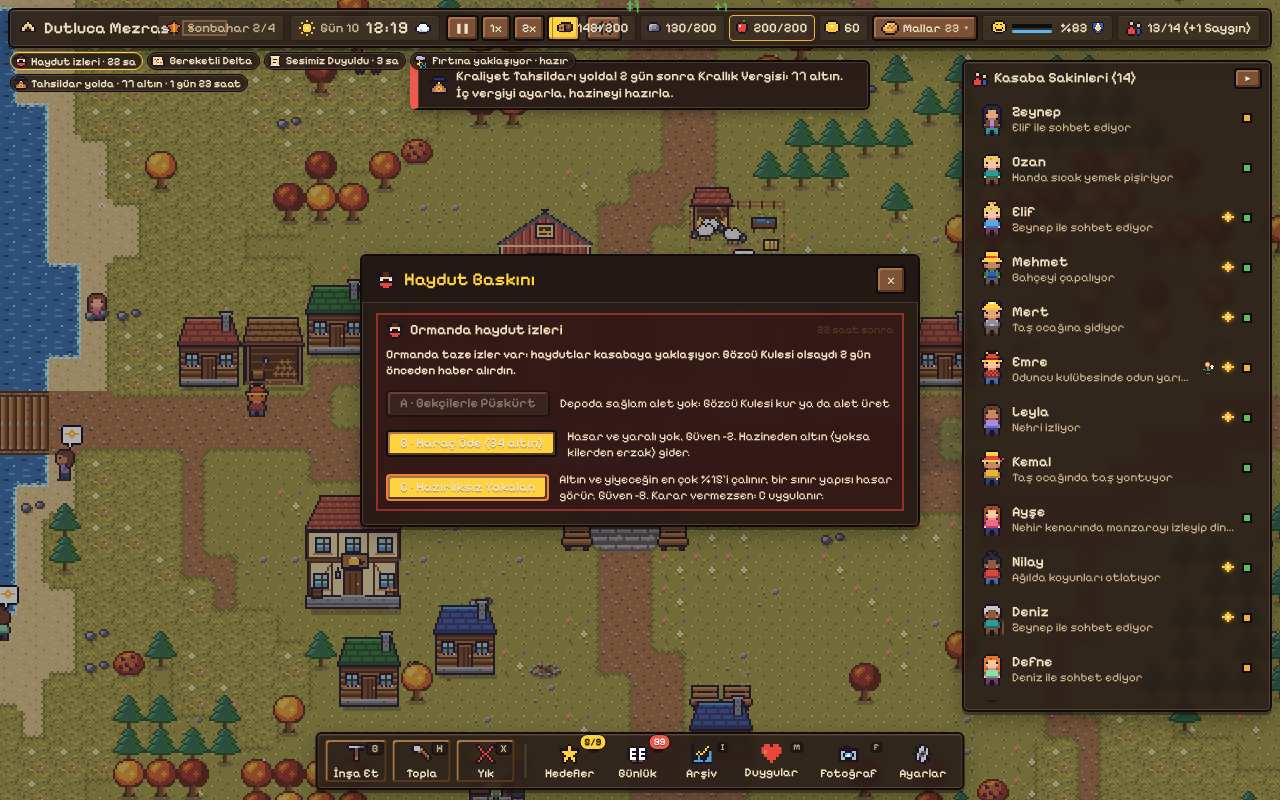 Dutluca Mezras
Sonbahar 2/4
Gün 10 12:19
1x
2x
148/200
130/200
200/200
60
Mallar 23
%83
13/14 (+1 Saygın)
Haydut izleri · 22 sa
Gereketli Delta
Sesimiz Duyuldu · 3 sa
Fırtına yaklaşıyor · hazır
Tahsildar yolda · 77 altın · 1 gün 23 saat
Kraliyet Tahsildarı yolda! 2 gün sonra Krallık Vergisi: 77 altın.
İç vergiyi ayarla, hazineyi hazırla.
Kasaba Sakinleri (14)
Zeynep
Elif ile sohbet ediyor
Ozan
Handa sıcak yemek pişiriyor
Elif
Zeynep ile sohbet ediyor
Mehmet
Bahçeyi çapalıyor
Mert
Taş ocağına gidiyor
Emre
Oduncu kulübesinde odun yarı...
Leyla
Nehri izliyor
Kemal
Taş ocağında taş yontuyor
Ayşe
Nehir kenarında manzarayı izleyip din...
Nilay
Ağılda koyunları otlatıyor
Deniz
Zeynep ile sohbet ediyor
Defne
Deniz ile sohbet ediyor
Haydut Baskını
Ormanda haydut izleri
22 saat sonra
Ormanda taze izler var: haydutlar kasabaya yaklaşıyor. Gözcü Kulesi olsaydı 2 gün
önceden haber alırdın.
A · Bekçilerle Püskürt
Depoda sağlam alet yok: Gözcü Kulesi kur ya da alet üret
B · Haraç Öde (34 altın)
Hasar ve yaralı yok. Güven -2. Hazineden altın (yoksa
kilerden erzak) gider.
C · Hazırlıksız Yakalan
Altın ve yiyeceğin en çok %18'i çalınır, bir sınır yapısı hasar
görür. Güven -8. Karar vermezsen: C uygulanır.
İnşa Et
B
Topla
H
Yık
X
Hedefler
8/9
Günlük
99
Arşiv
I
Duygular
M
Fotoğraf
F
Ayarlar